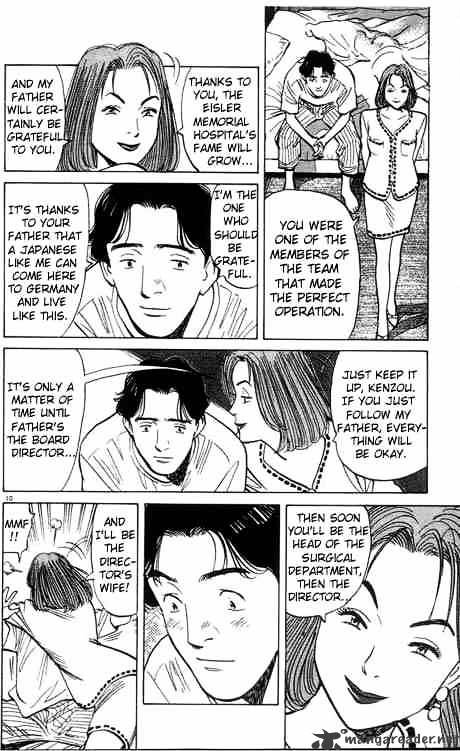 YOU WERE
ONE OF THE
MEMBERS OF
THE TEAM
THAT MADE
THE PERFECT
OPERATION.
THANKS TO
YOU, THE
EISLER
MEMORIAL
HOSPITAL'S
FAME WILL
GROW...
AND MY
FATHER
WILL CER-
TAINLY BE
GRATEFUL
TO YOU.
I'M THE
ONE
WHO
SHOULD
BE
GRATE-
FUL.
IT'S THANKS
TO YOUR
FATHER THAT
A JAPANESE
LIKE ME CAN
COME HERE
TO GERMANY
AND LIVE
LIKE THIS.
JUST KEEP IT
UP, KENZOU.
IF YOU JUST
FOLLOW MY
FATHER, EVERY-
THING WILL
BE OKAY.
IT'S ONLY A
MATTER OF
TIME UNTIL
FATHER'S
THE BOARD
DIRECTOR...
THEN SOON
YOU'LL BE THE
HEAD OF THE
SURGICAL
DEPARTMENT,
THEN THE
DIRECTOR...
AND
I'LL BE
THE
DIREC-
TOR'S
WIFE!
MMF
!!
10
mangareader.net